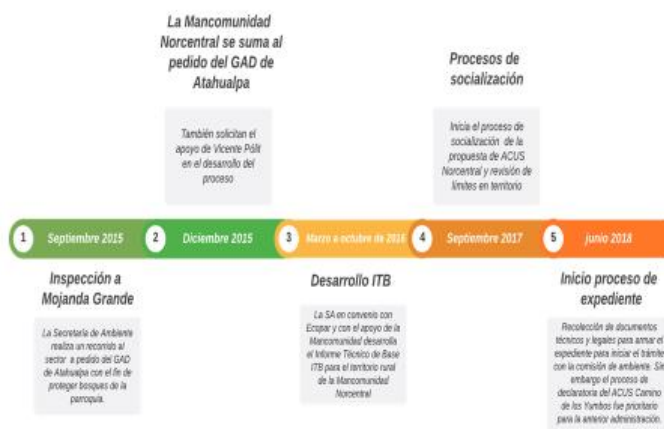 La Mancomunidad
Norcentral se suma al
pedido del GAD de
Atahualpa
También solicitan el
apoyo de Vicente Pólit
en el desarrollo del
proceso
Procesos de
socialización
Inicia el proceso de
socialización de la
propuesta de ACUS
Norcentral y revisión de
límites en territorio
1 Septiembre 2015
2 Diciembre 2015
3 Marzo a octubre de 2016
4 Septiembre 2017
5 junio 2018
Inspección a
Mojanda Grande
La Secretaría de Ambiente
realiza un recorrido al
sector a pedido del GAD
de Atahualpa con el fin de
proteger bosques de la
parroquia.
Desarrollo ITB
La SA en convenio con
Ecopar y con el apoyo de la
Mancomunidad desarrolla
el Informe Técnico de Base
ITB para el territorio rural
de la Mancomunidad
Norcentral
Inicio proceso de
expediente
Recolección de documentos
técnicos y legales para armar el
expediente para iniciar el trámite
con la comisión de ambiente. Sin
embargo el proceso de
declaratoria del ACUS Camino
de los Yumbos fue prioritario
para la anterior administración.